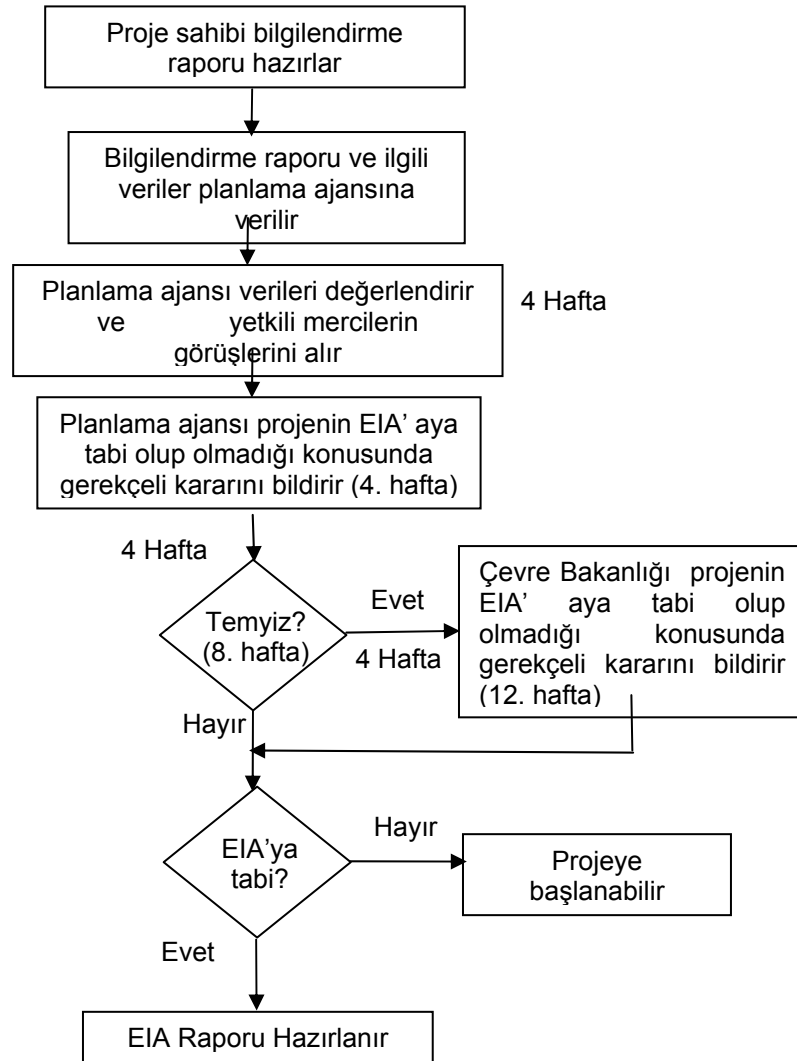 Proje sahibi bilgilendirme
raporu hazırlar
Bilgilendirme raporu ve ilgili
veriler planlama ajansına
verilir
Planlama ajansı verileri değerlendirir
ve yetkili mercilerin
görüşlerini alır
4 Hafta
Planlama ajansı projenin EIA' aya
tabi olup olmadığı konusunda
gerekçeli kararını bildirir (4. hafta)
4 Hafta
Temyiz?
(8. hafta)
Evet
4 Hafta
Çevre Bakanlığı projenin
EIA' aya tabi olup
olmadığı konusunda
gerekçeli kararını bildirir
(12. hafta)
Hayır
EIA'ya
tabi?
Hayır
Projeye
başlanabilir
Evet
EIA Raporu Hazırlanır